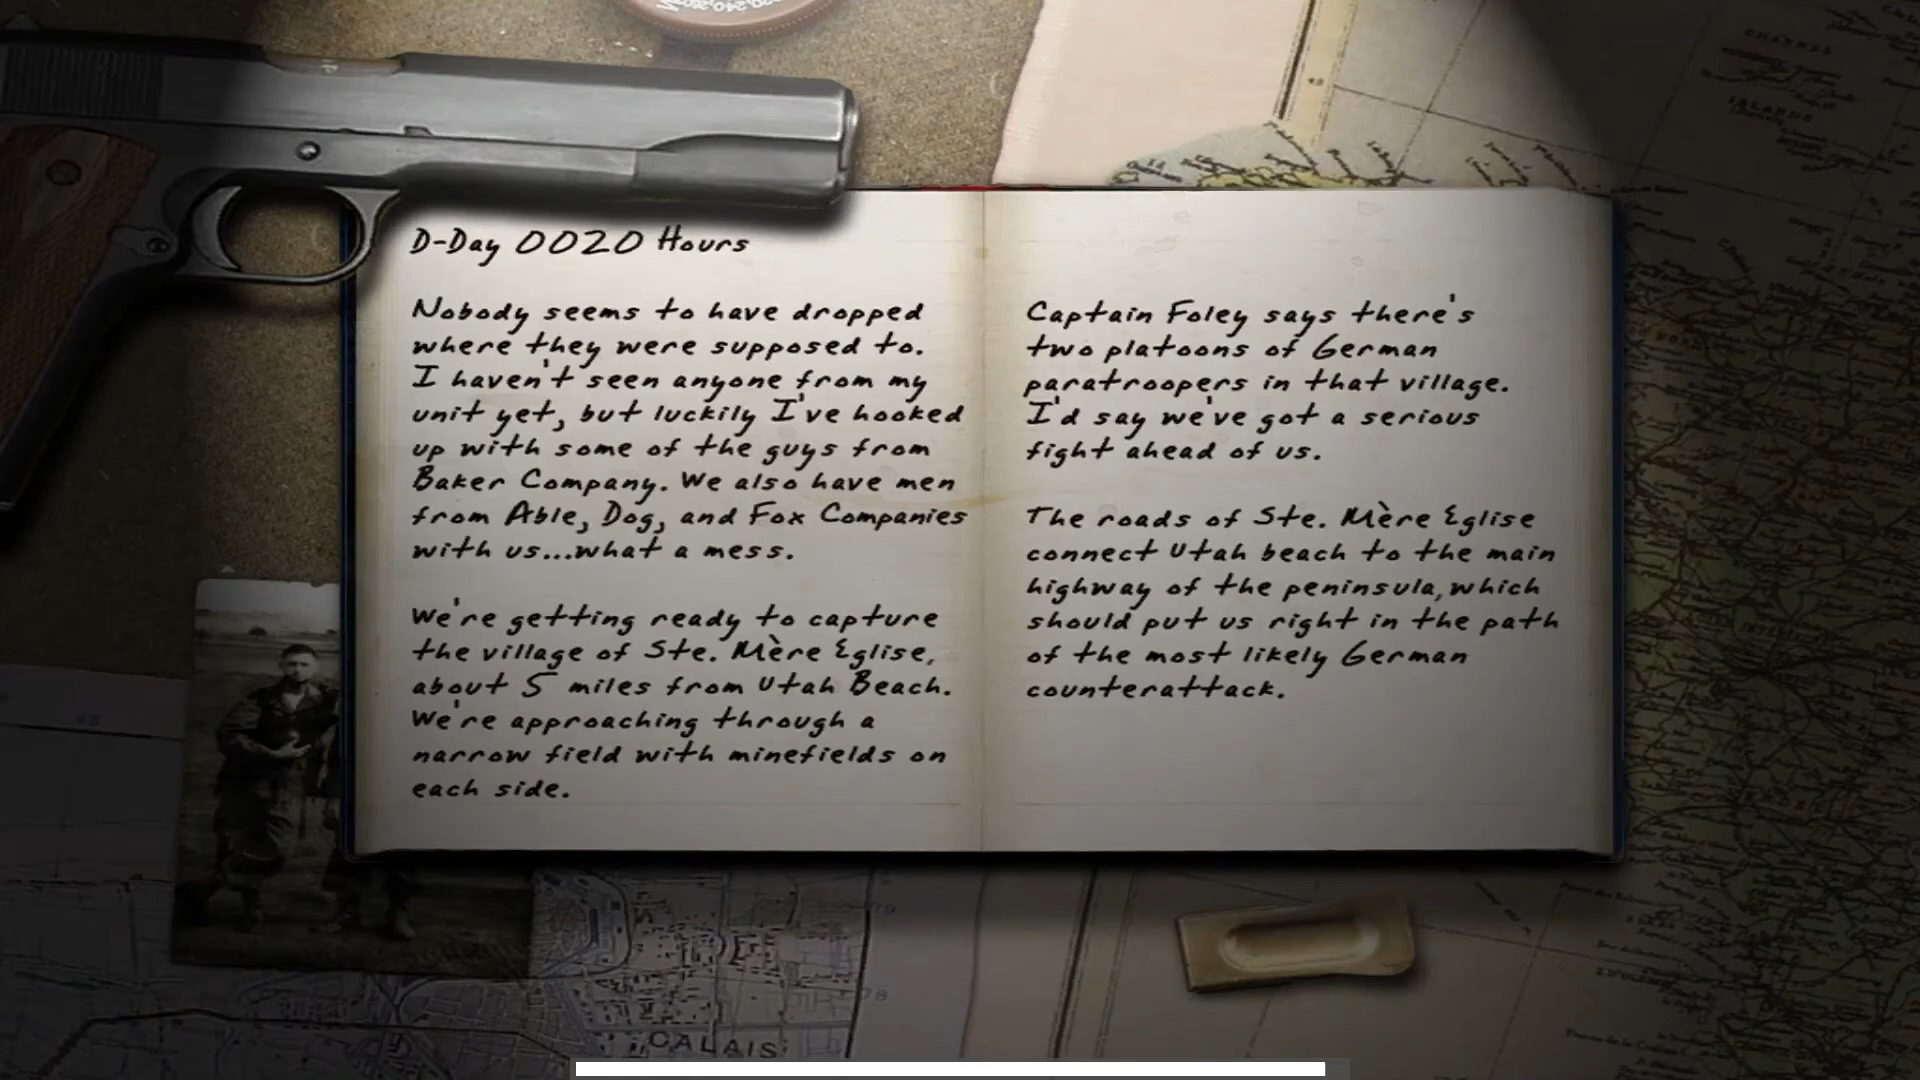 D-Day 0020 Hours
Nobody seems to have dropped
where they were supposed to.
I haven't seen anyone from my
unit yet, but luckily I've hooked
up with some of the guys from
Baker Company. We also have men
from Able, Dog, and Fox Companies
with us...what a mess.
We're getting ready to capture
the village of Ste. Mère Eglise,
about 5 miles from Utah Beach.
We're approaching through a
narrow field with minefields on
each side.
Captain Foley says there's
two platoons of German
paratroopers in that village.
I'd say we've got a serious
fight ahead of us.
The roads of Ste. Mère Eglise
connect Utah beach to the main
highway of the peninsula, which
should put us right in the path
of the most likely German
counterattack.
CHANNEL
ISLANDS
CALAIS